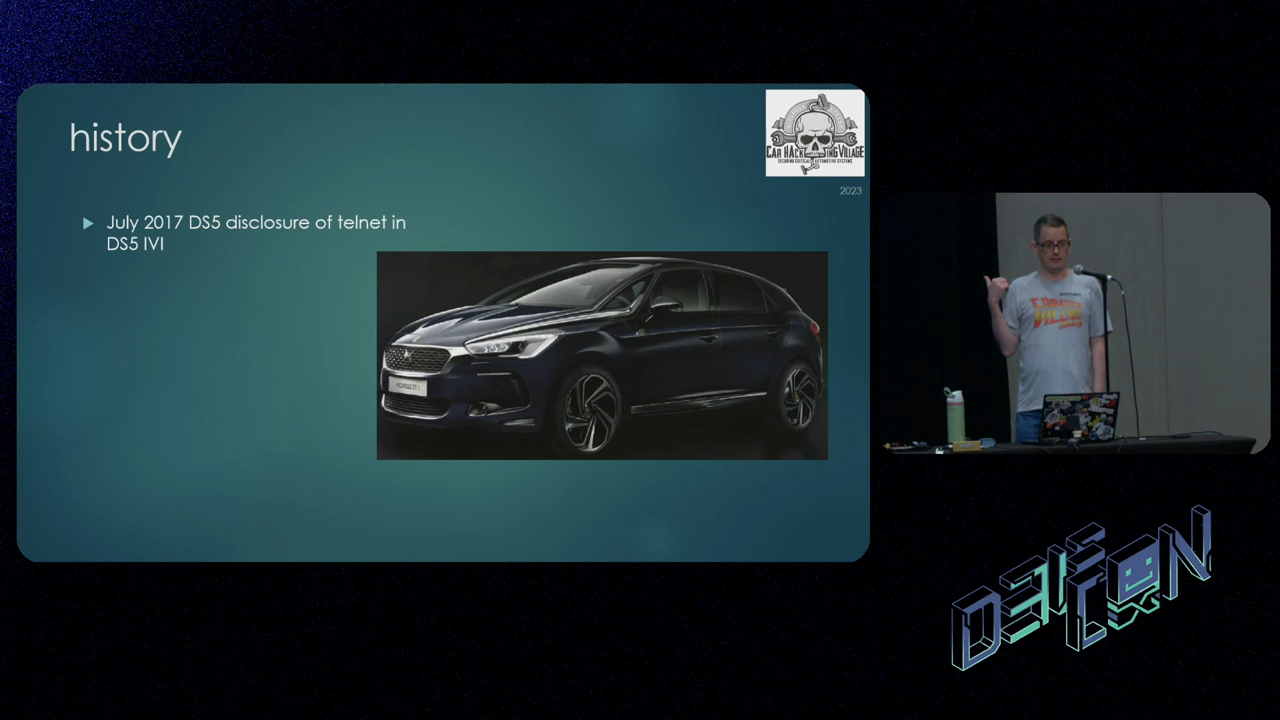 history
CAR HACKING VILLAGE
2023
July 2017 DS5 disclosure of telnet in
DS5 IVI
DEF CON